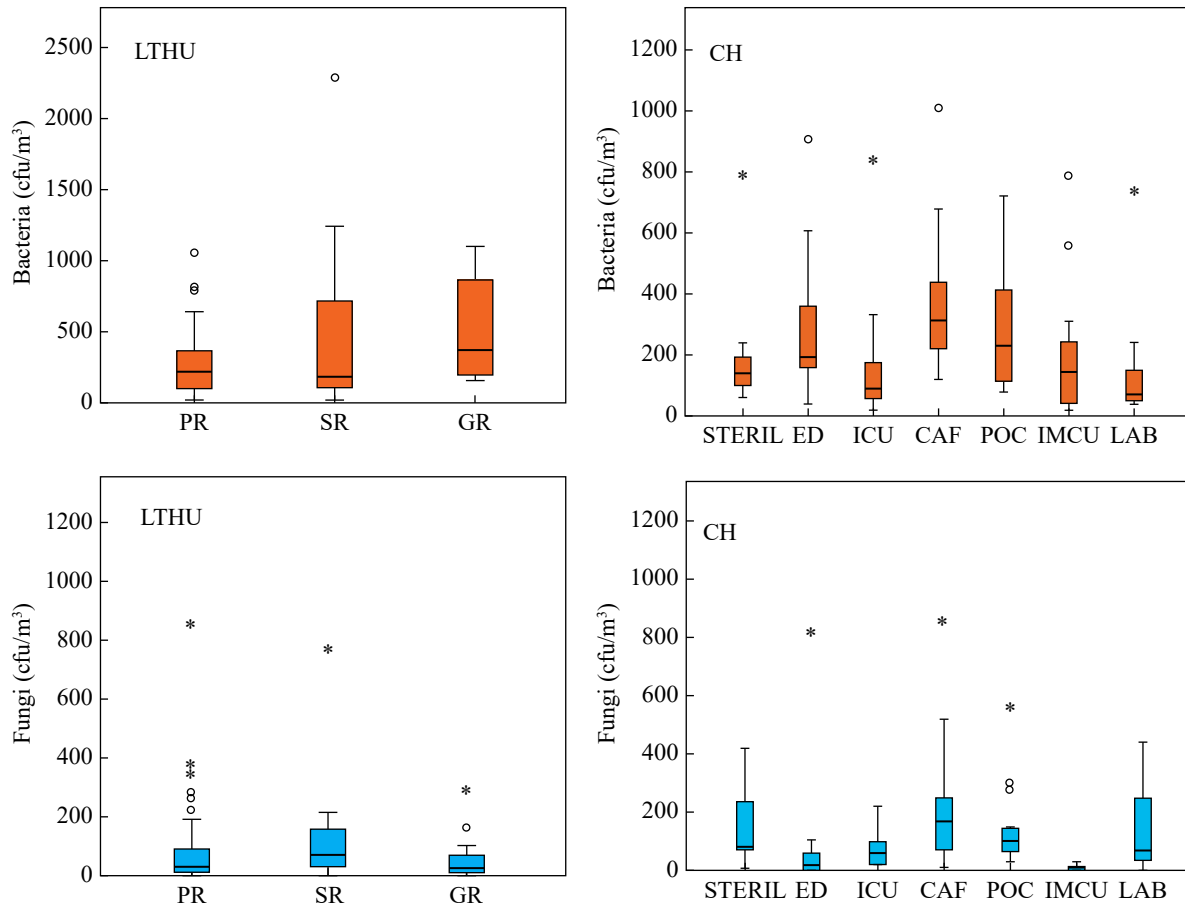 LTHU
Bacteria (cfu/m³)
2500
2000
1500
1000
500
0
PR SR GR
CH
Bacteria (cfu/m³)
1200
1000
800
600
400
200
0
STERIL ED ICU CAF POC IMCU LAB
LTHU
Fungi (cfu/m³)
1200
1000
800
600
400
200
0
PR SR GR
CH
Fungi (cfu/m³)
1200
1000
800
600
400
200
0
STERIL ED ICU CAF POC IMCU LAB